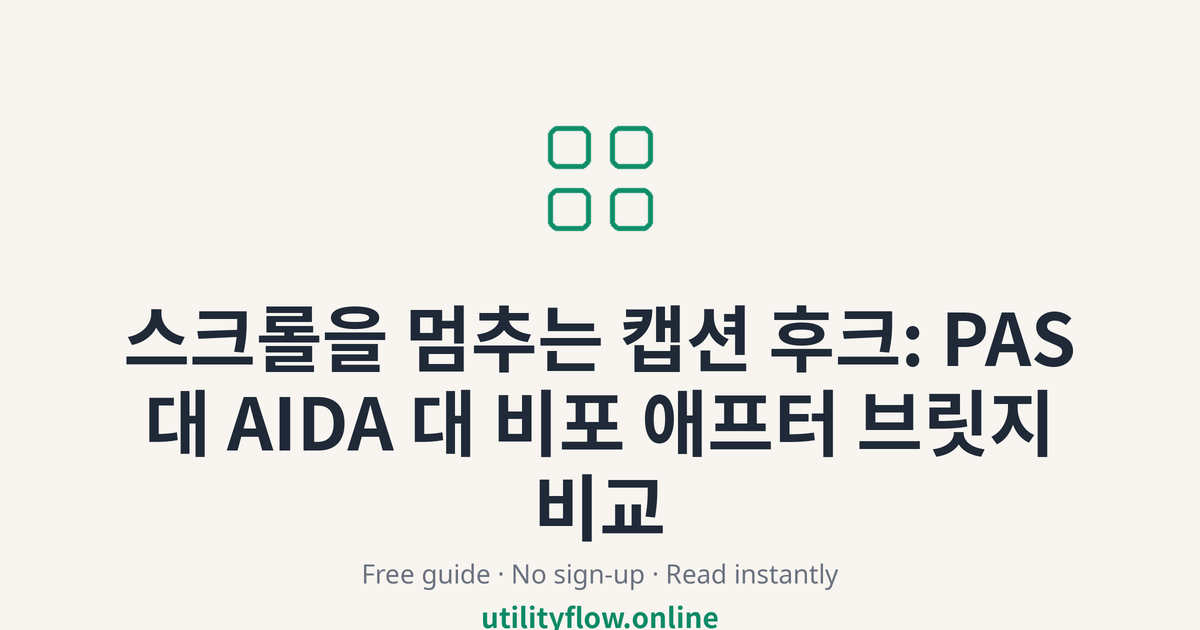 스크롤을 멈추는 캡션 후크: PAS
대 AIDA 대 비포 애프터 브릿지
비교
Free guide · No sign-up · Read instantly
utilityflow.online